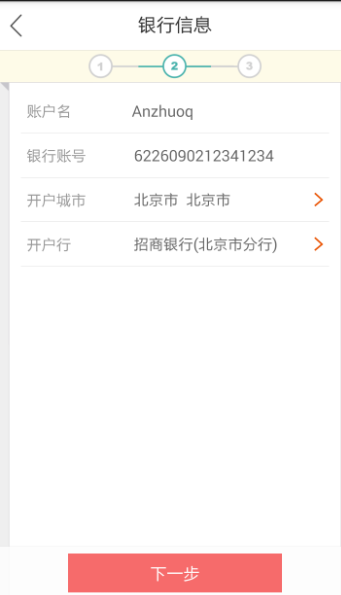 银行信息
1 2 3
账户名 Anzhuoq
银行账号 6226090212341234
开户城市 北京市 北京市
开户行 招商银行(北京市分行)
下一步